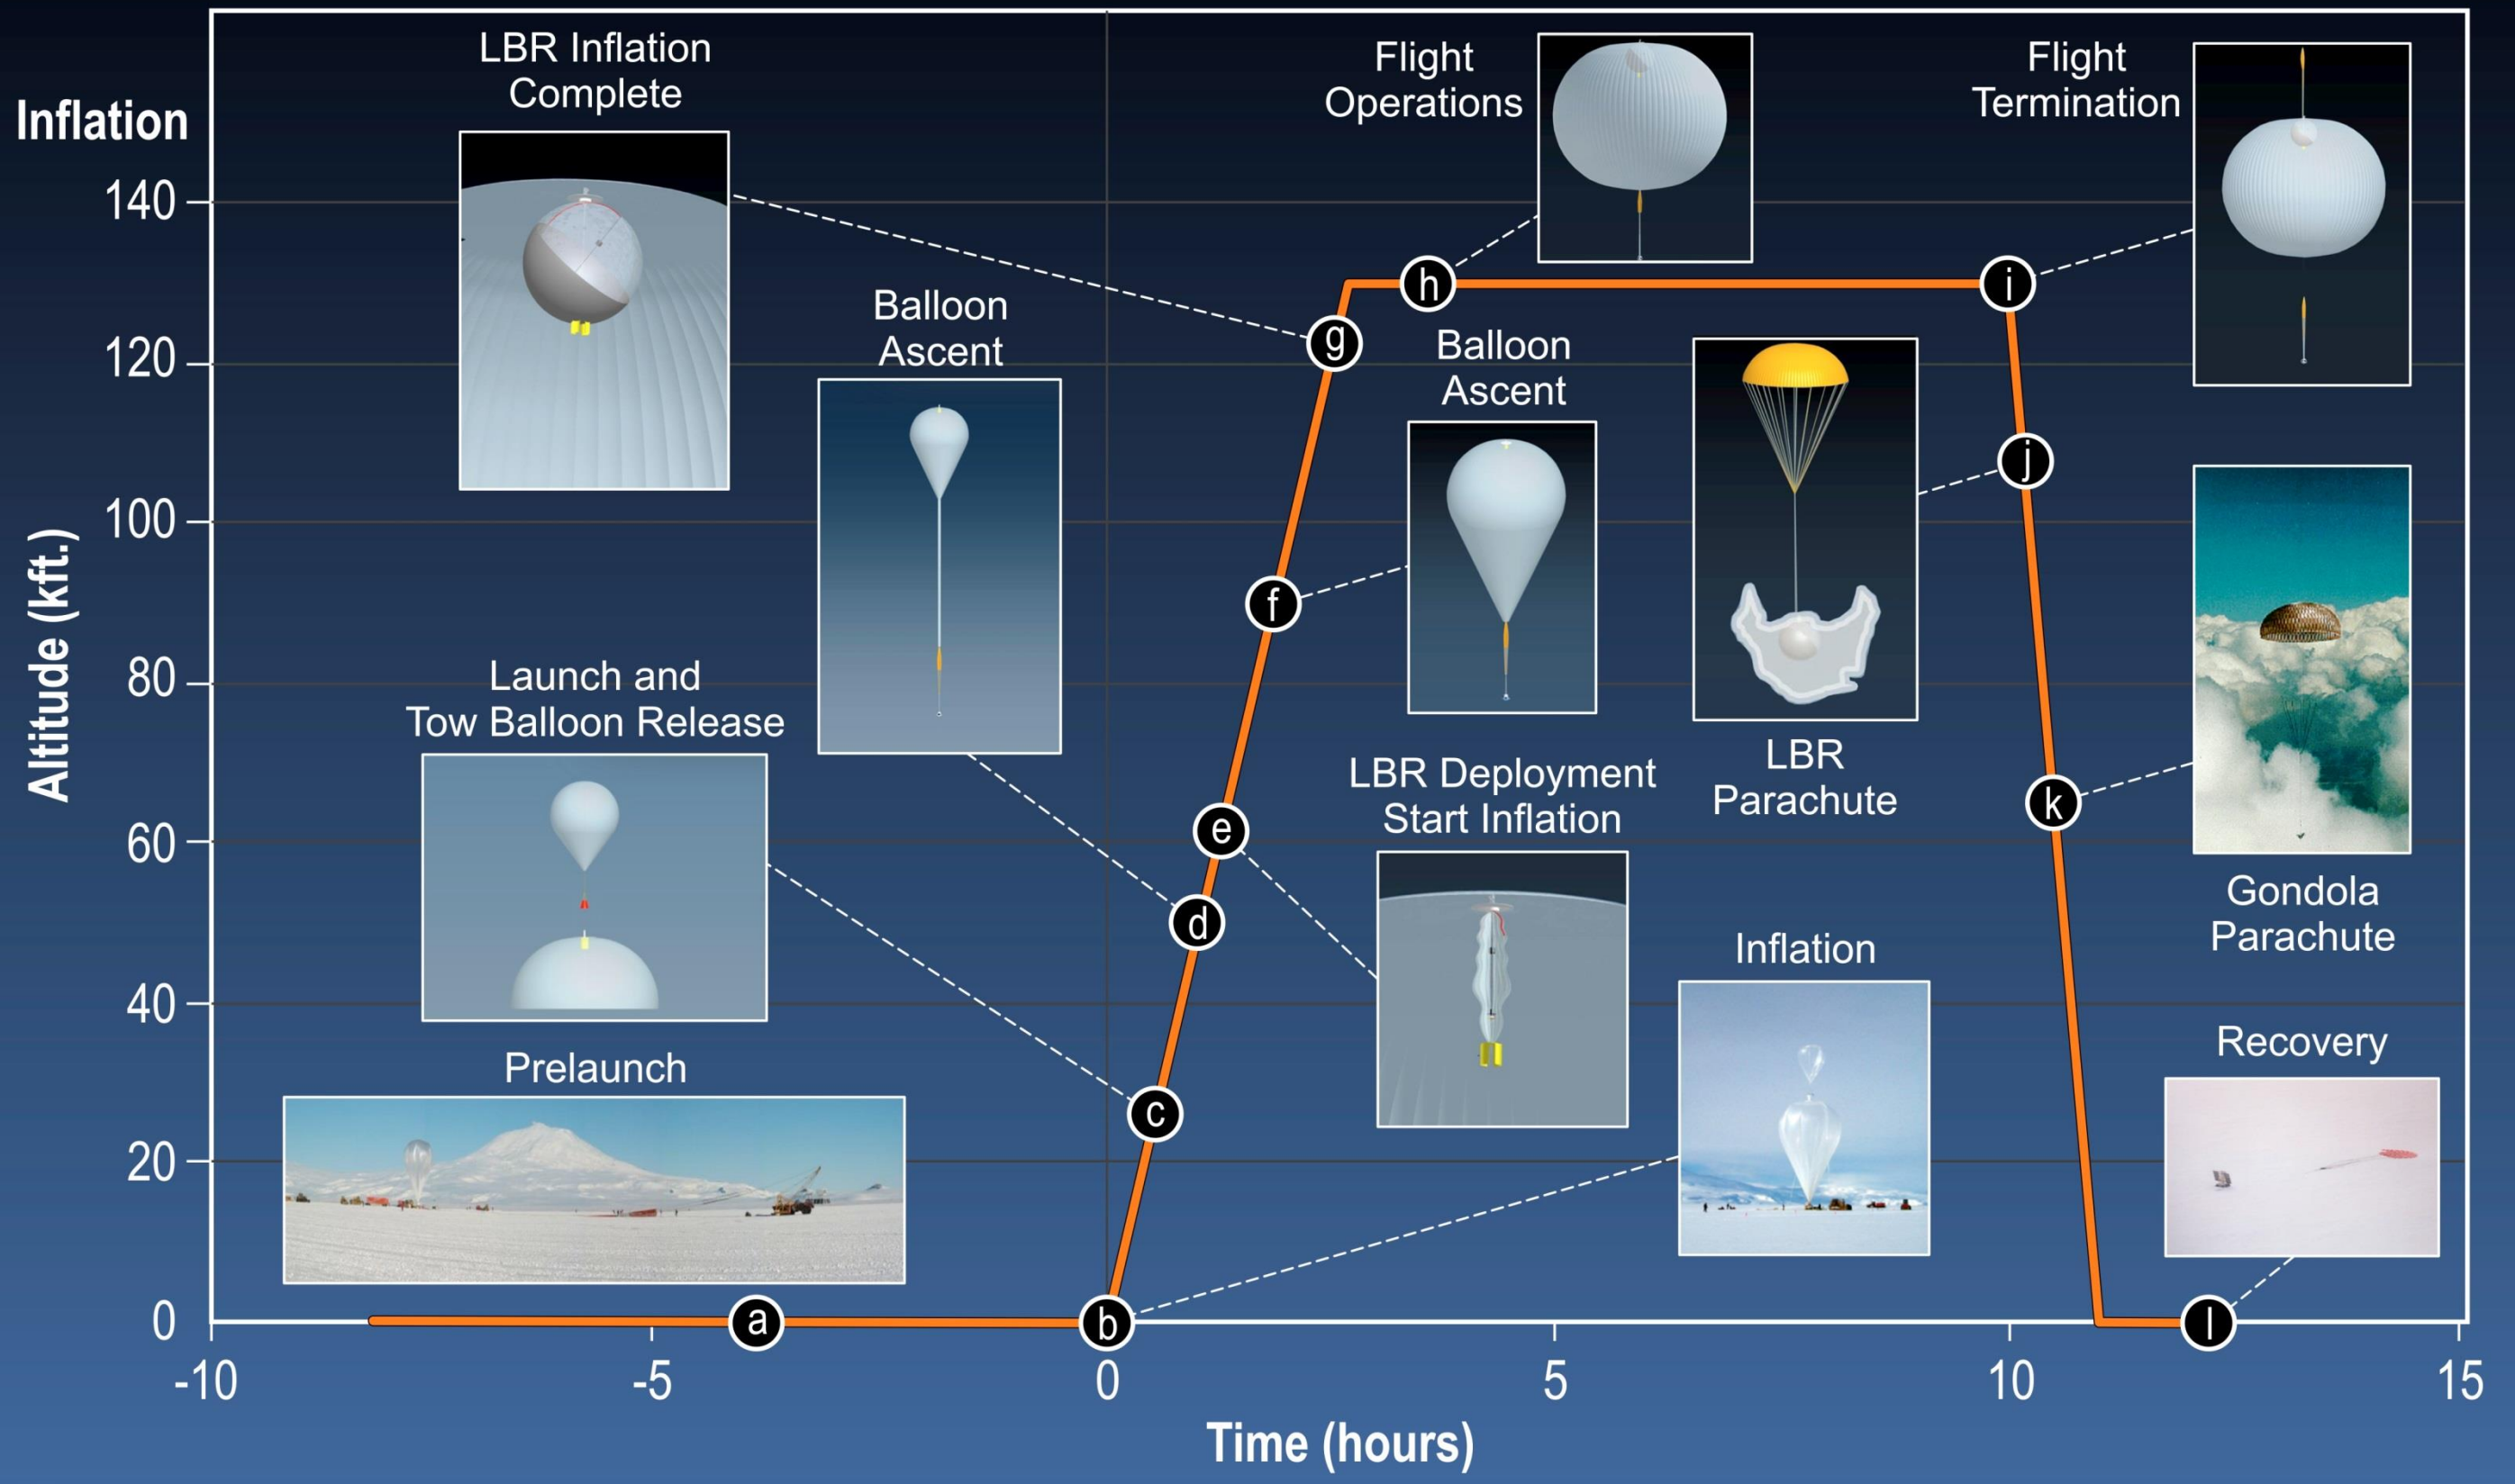 LBR Inflation
Complete
Flight
Operations
Flight
Termination
Inflation
140
h
i
Balloon
Ascent
g
Balloon
Ascent
120
j
100
Altitude (kft.)
f
80
Launch and
Tow Balloon Release
LBR Deployment
Start Inflation
LBR
Parachute
k
60
e
Gondola
Parachute
d
Inflation
40
Prelaunch
c
Recovery
20
0
a
b
l
-10
-5
0
5
10
15
Time (hours)